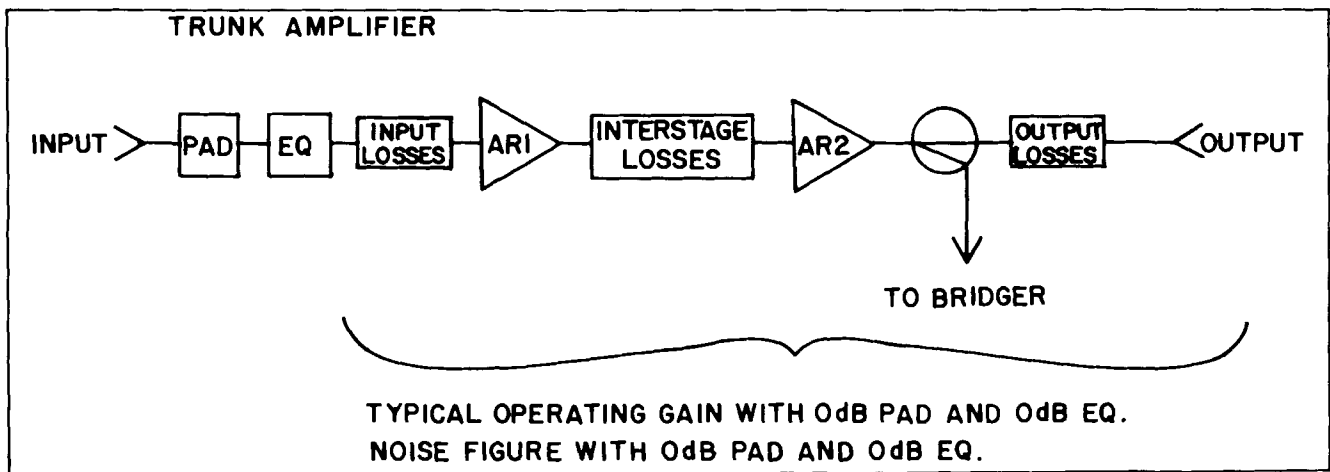 TRUNK AMPLIFIER
INPUT
PAD
EQ
INPUT
LOSSES
AR1
INTERSTAGE
LOSSES
AR2
OUTPUT
LOSSES
OUTPUT
TO BRIDGER
TYPICAL OPERATING GAIN WITH 0dB PAD AND 0dB EQ.
NOISE FIGURE WITH 0dB PAD AND 0dB EQ.